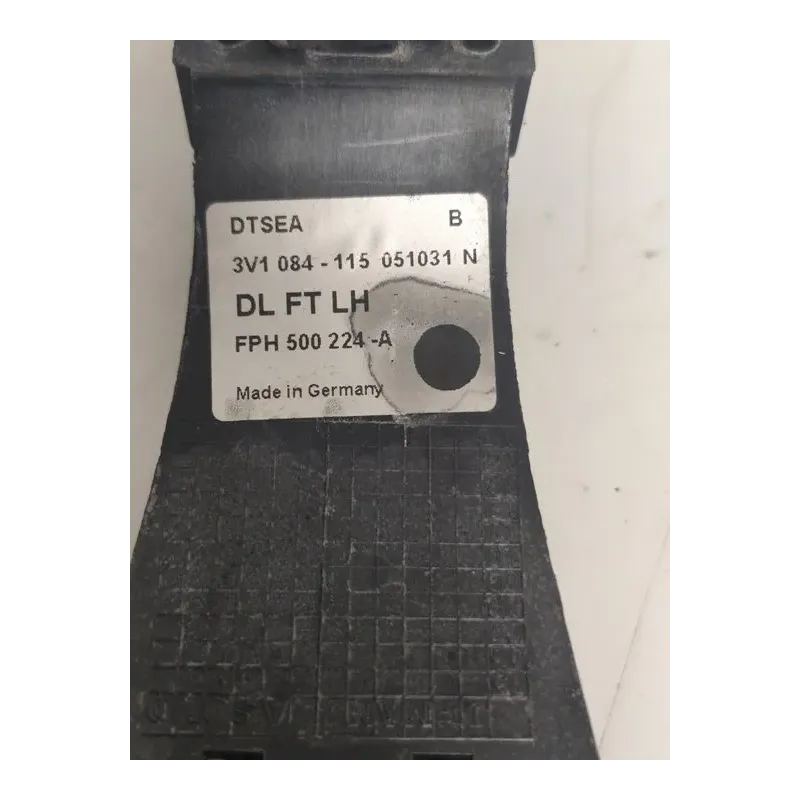 DTSEA B
3V1 084 - 115 051031 N
DL FT LH
FPH 500 224 -A
Made in Germany